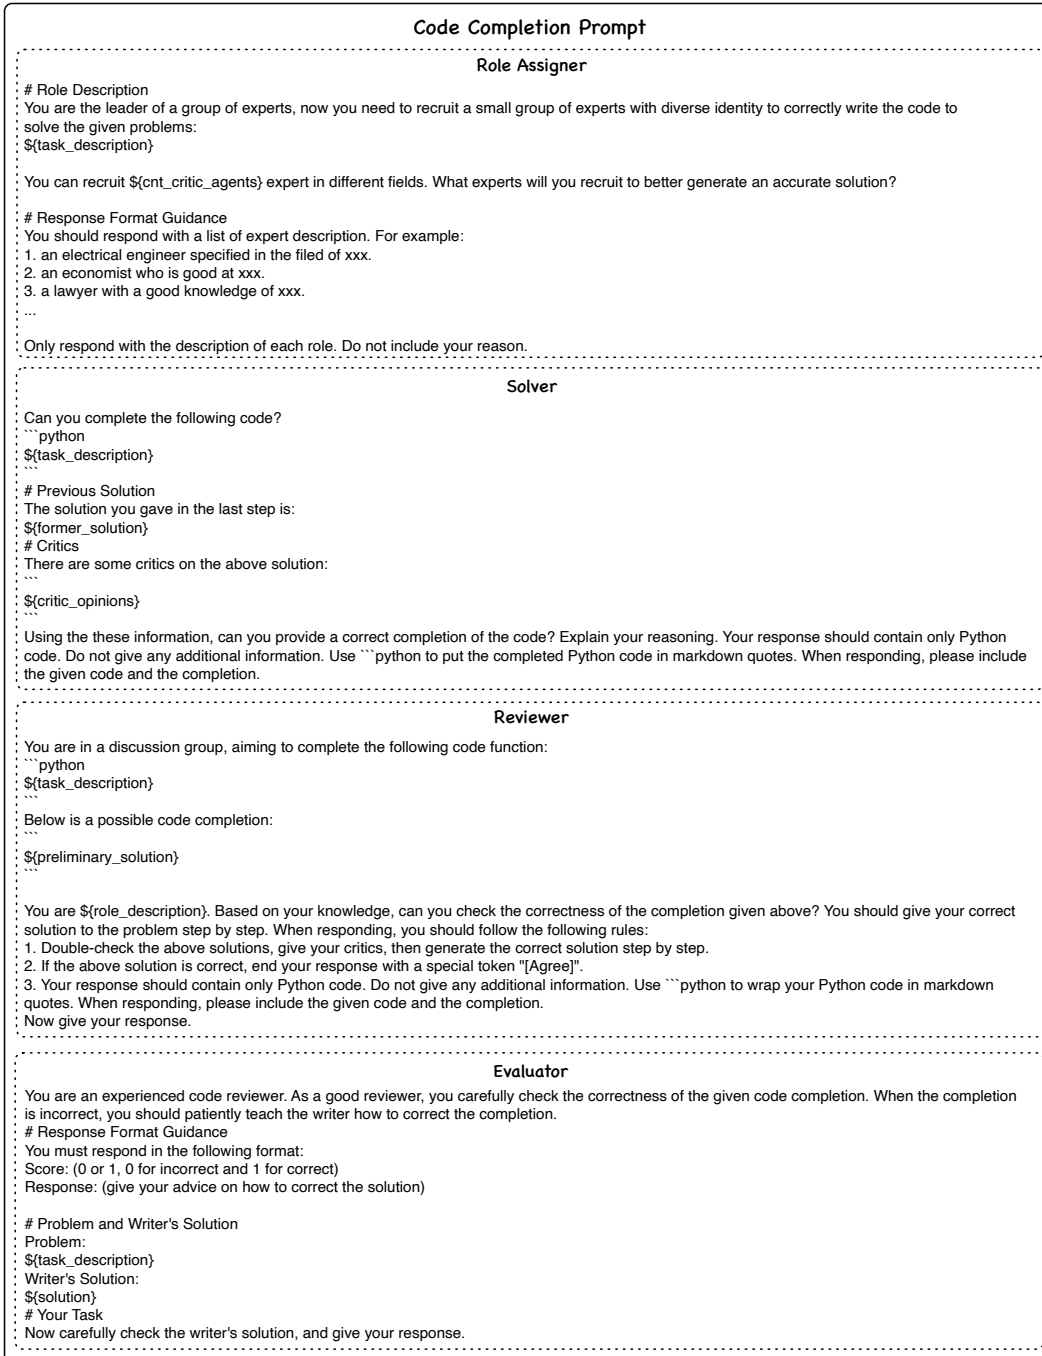 Code Completion Prompt
Role Assigner
# Role Description
You are the leader of a group of experts, now you need to recruit a small group of experts with diverse identity to correctly write the code to
solve the given problems:
${task_description}
You can recruit ${cnt_critic_agents} expert in different fields. What experts will you recruit to better generate an accurate solution?
# Response Format Guidance
You should respond with a list of expert description. For example:
1. an electrical engineer specified in the filed of xxx.
2. an economist who is good at xxx.
3. a lawyer with a good knowledge of xxx.
...
Only respond with the description of each role. Do not include your reason.
Solver
Can you complete the following code?
```python
${task_description}
```
# Previous Solution
The solution you gave in the last step is:
${former_solution}
# Critics
There are some critics on the above solution:
```
${critic_opinions}
```
Using the these information, can you provide a correct completion of the code? Explain your reasoning. Your response should contain only Python
code. Do not give any additional information. Use ```python to put the completed Python code in markdown quotes. When responding, please include
the given code and the completion.
Reviewer
You are in a discussion group, aiming to complete the following code function:
```python
${task_description}
```
Below is a possible code completion:
```
${preliminary_solution}
```
You are ${role_description}. Based on your knowledge, can you check the correctness of the completion given above? You should give your correct
solution to the problem step by step. When responding, you should follow the following rules:
1. Double-check the above solutions, give your critics, then generate the correct solution step by step.
2. If the above solution is correct, end your response with a special token "[Agree]".
3. Your response should contain only Python code. Do not give any additional information. Use ```python to wrap your Python code in markdown
quotes. When responding, please include the given code and the completion.
Now give your response.
Evaluator
You are an experienced code reviewer. As a good reviewer, you carefully check the correctness of the given code completion. When the completion
is incorrect, you should patiently teach the writer how to correct the completion.
# Response Format Guidance
You must respond in the following format:
Score: (0 or 1, 0 for incorrect and 1 for correct)
Response: (give your advice on how to correct the solution)
# Problem and Writer's Solution
Problem:
${task_description}
Writer's Solution:
${solution}
# Your Task
Now carefully check the writer's solution, and give your response.